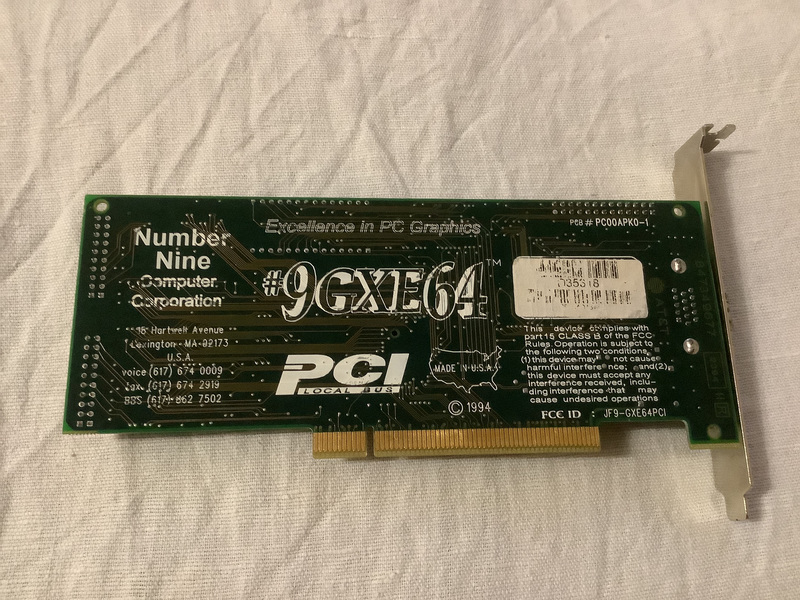 Excellence in PC Graphics
PCB # PC00APK0-1
Number
Nine
Computer
Corporation
#9GXE64™
035318
Hartwell Avenue
Lexington - MA-02173
U.S.A.
voice (617) 674 0009
fax. (617) 674 2919
BBS (617) 862 7502
PCI
LOCAL BUS
MADE IN U.S.A.
© 1994
This device complies with
part 15 CLASS B of the FCC
Rules. Operation is subject to
the following two conditions.
(1) this device may not cause
harmful interference; and (2)
this device must accept any
interference received, inclu-
ding interference that may
cause undesired operations
FCC ID : JF9-GXE64PCI
AT&T